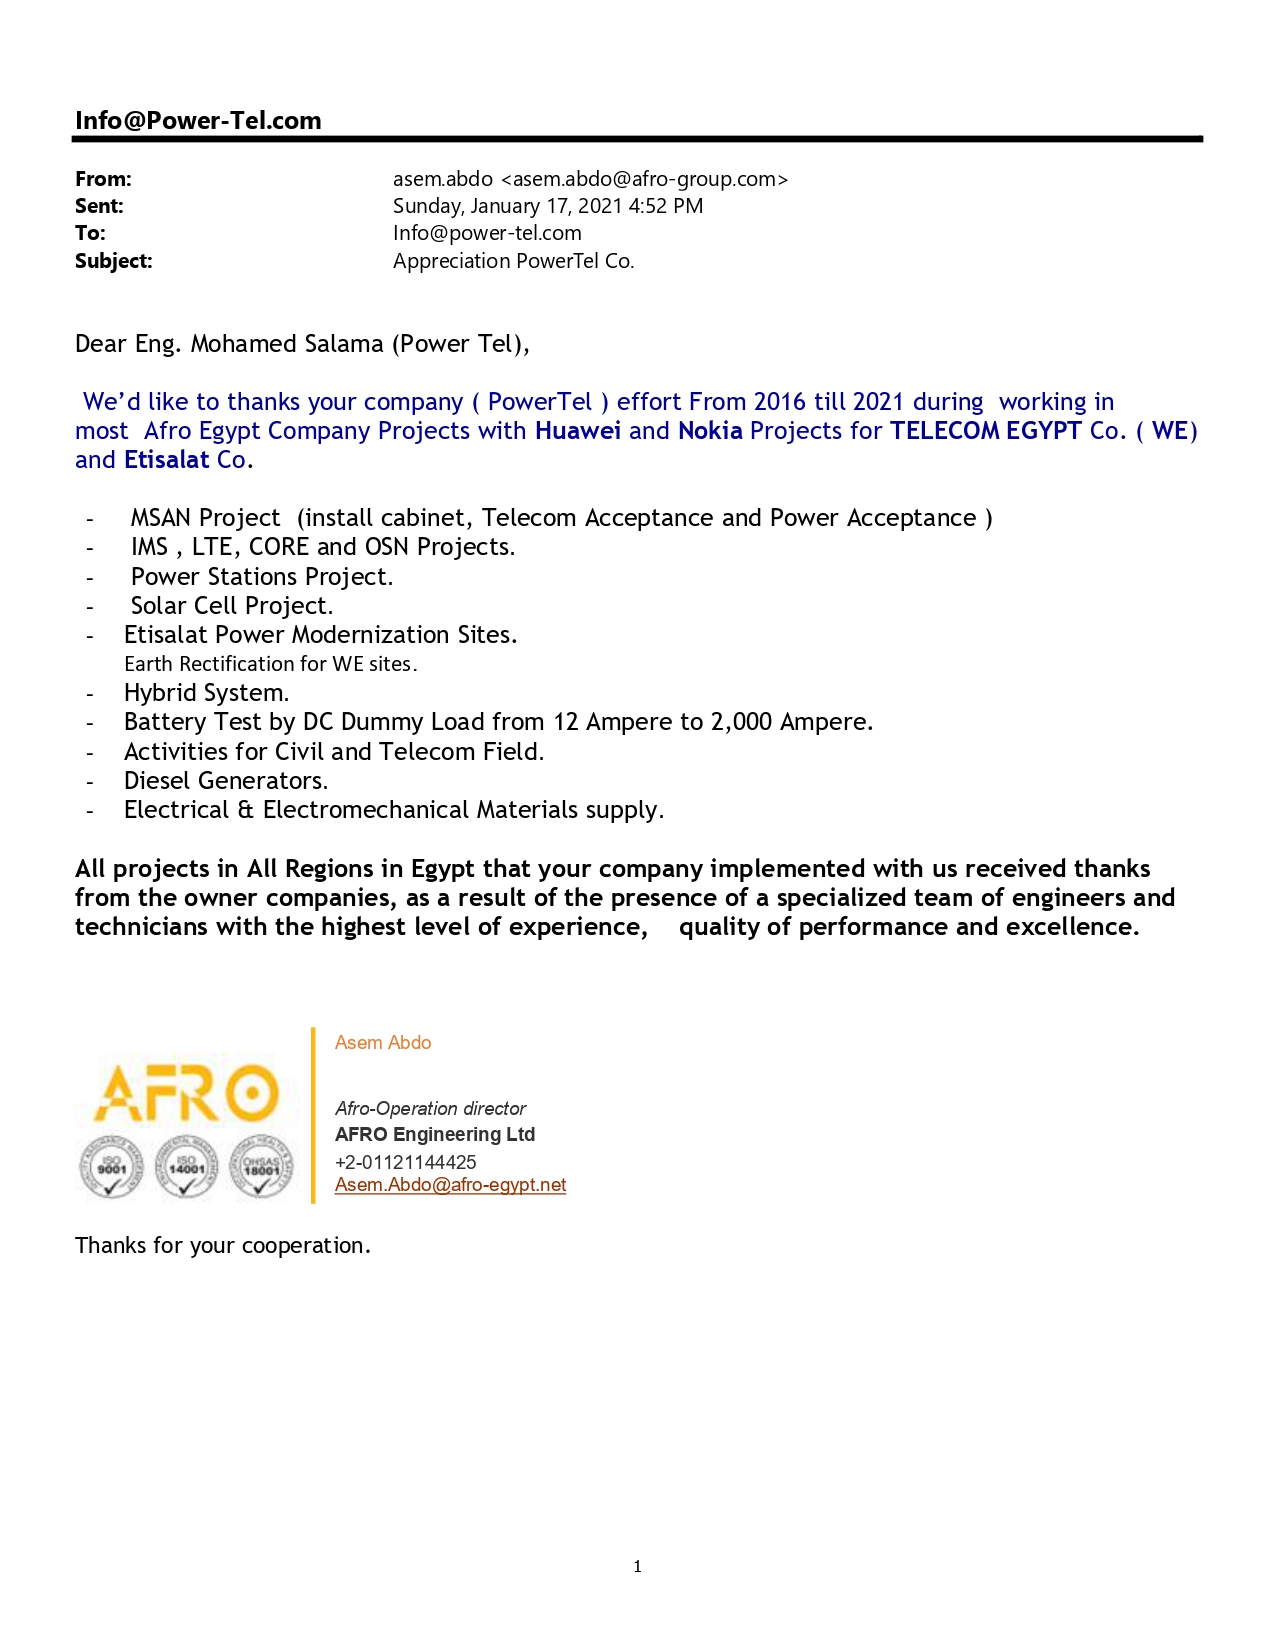 Info@Power-Tel.com
From: asem.abdo <asem.abdo@afro-group.com>
Sent: Sunday, January 17, 2021 4:52 PM
To: Info@power-tel.com
Subject: Appreciation PowerTel Co.
Dear Eng. Mohamed Salama (Power Tel),
We’d like to thanks your company ( PowerTel ) effort From 2016 till 2021 during working in
most Afro Egypt Company Projects with Huawei and Nokia Projects for TELECOM EGYPT Co. ( WE)
and Etisalat Co.
- MSAN Project (install cabinet, Telecom Acceptance and Power Acceptance )
- IMS , LTE, CORE and OSN Projects.
- Power Stations Project.
- Solar Cell Project.
- Etisalat Power Modernization Sites.
Earth Rectification for WE sites.
- Hybrid System.
- Battery Test by DC Dummy Load from 12 Ampere to 2,000 Ampere.
- Activities for Civil and Telecom Field.
- Diesel Generators.
- Electrical & Electromechanical Materials supply.
All projects in All Regions in Egypt that your company implemented with us received thanks
from the owner companies, as a result of the presence of a specialized team of engineers and
technicians with the highest level of experience, quality of performance and excellence.
AFRO
ISO 9001
ISO 14001
OHSAS 18001
Asem Abdo
Afro-Operation director
AFRO Engineering Ltd
+2-01121144425
Asem.Abdo@afro-egypt.net
Thanks for your cooperation.
1